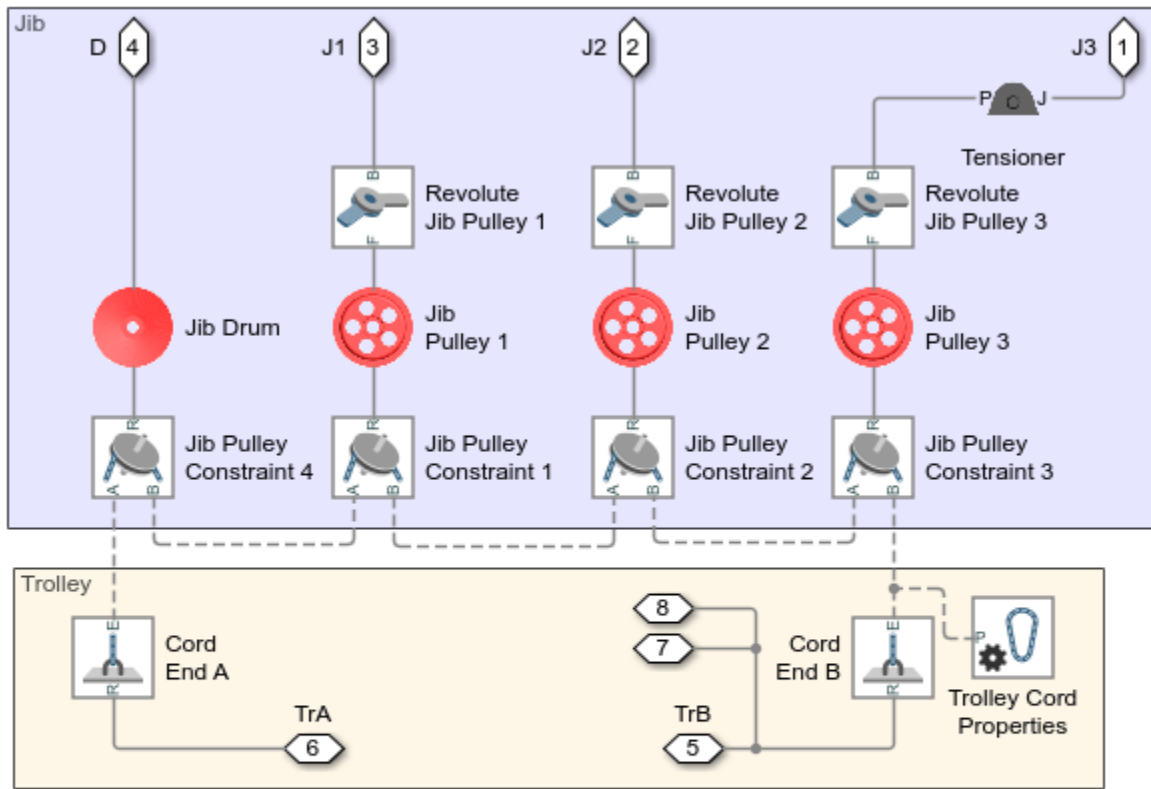 Jib
D
4
J1
3
J2
2
J3
1
P
C
J
Tensioner
B
Revolute
Jib Pulley 1
F
B
Revolute
Jib Pulley 2
F
B
Revolute
Jib Pulley 3
F
Jib Drum
Jib
Pulley 1
Jib
Pulley 2
Jib
Pulley 3
R
Jib Pulley
Constraint 4
A
B
R
Jib Pulley
Constraint 1
A
B
R
Jib Pulley
Constraint 2
A
B
R
Jib Pulley
Constraint 3
A
B
Trolley
E
Cord
End A
R
TrA
6
8
7
TrB
5
Cord
End B
E
R
P
Trolley Cord
Properties